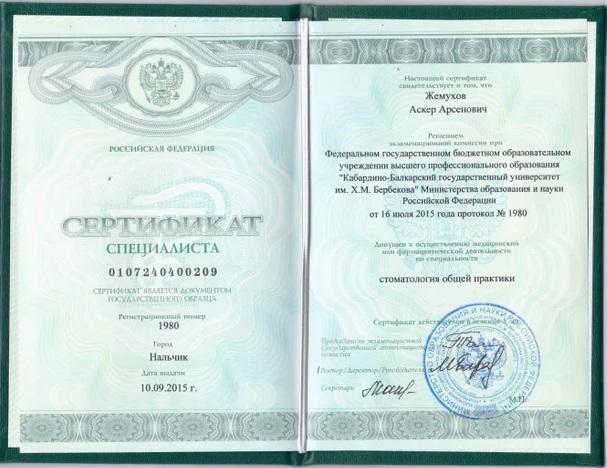 РОССИЙСКАЯ ФЕДЕРАЦИЯ
СЕРТИФИКАТ
СПЕЦИАЛИСТА
0107240400209
СЕРТИФИКАТ ЯВЛЯЕТСЯ ДОКУМЕНТОМ
ГОСУДАРСТВЕННОГО ОБРАЗЦА
Регистрационный номер
1980
Город
Нальчик
Дата выдачи
10.09.2015 г.
Настоящий сертификат
свидетельствует о том, что
Жемухов
Аскер Арсенович
Решением
экзаменационной комиссии при
Федеральном государственном бюджетном образовательном
учреждении высшего профессионального образования
"Кабардино-Балкарский государственный университет
им. Х.М. Бербекова" Министерства образования и науки
Российской Федерации
от 16 июля 2015 года протокол № 1980
Допущен к осуществлению медицинской
или фармацевтической деятельности
по специальности
стоматология общей практики
Сертификат действителен в течение 5
Председатель экзаменационной
(государственной аттестационной)
комиссии
Ректор/Директор/Руководитель
Секретарь
М.П.